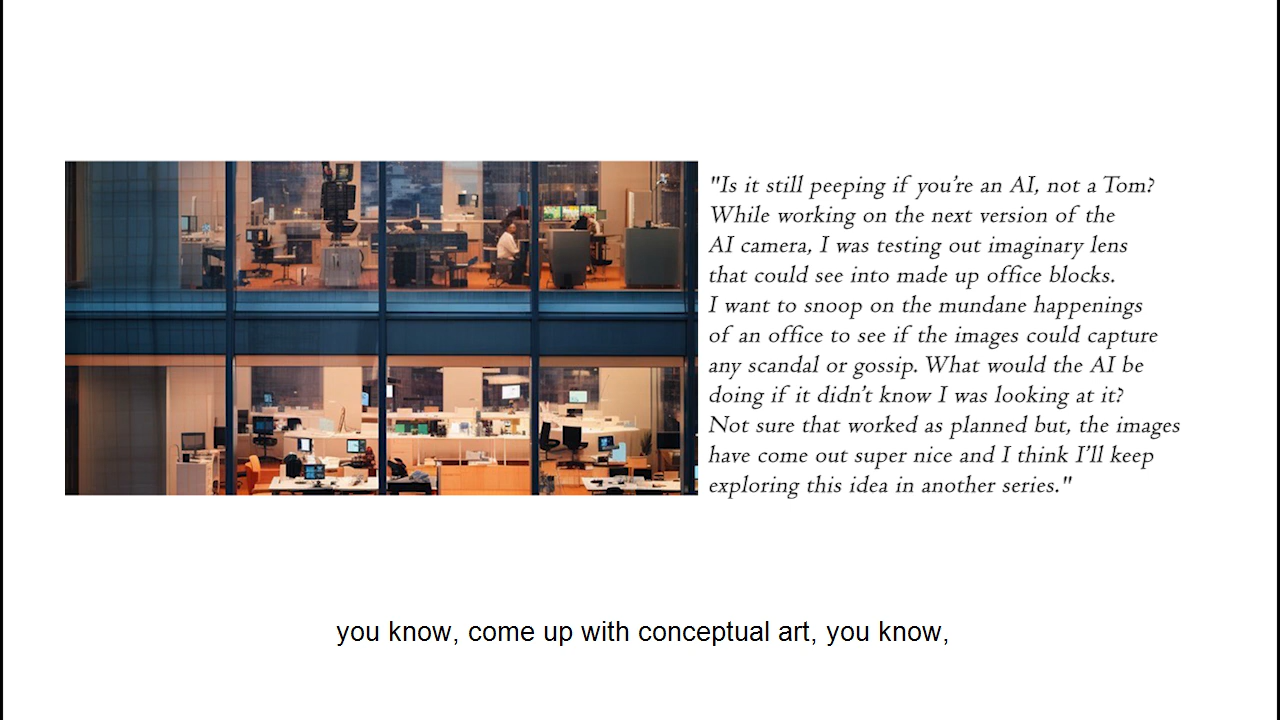 "Is it still peeping if you're an AI, not a Tom?
While working on the next version of the
AI camera, I was testing out imaginary lens
that could see into made up office blocks.
I want to snoop on the mundane happenings
of an office to see if the images could capture
any scandal or gossip. What would the AI be
doing if it didn't know I was looking at it?
Not sure that worked as planned but, the images
have come out super nice and I think I'll keep
exploring this idea in another series."
you know, come up with conceptual art, you know,